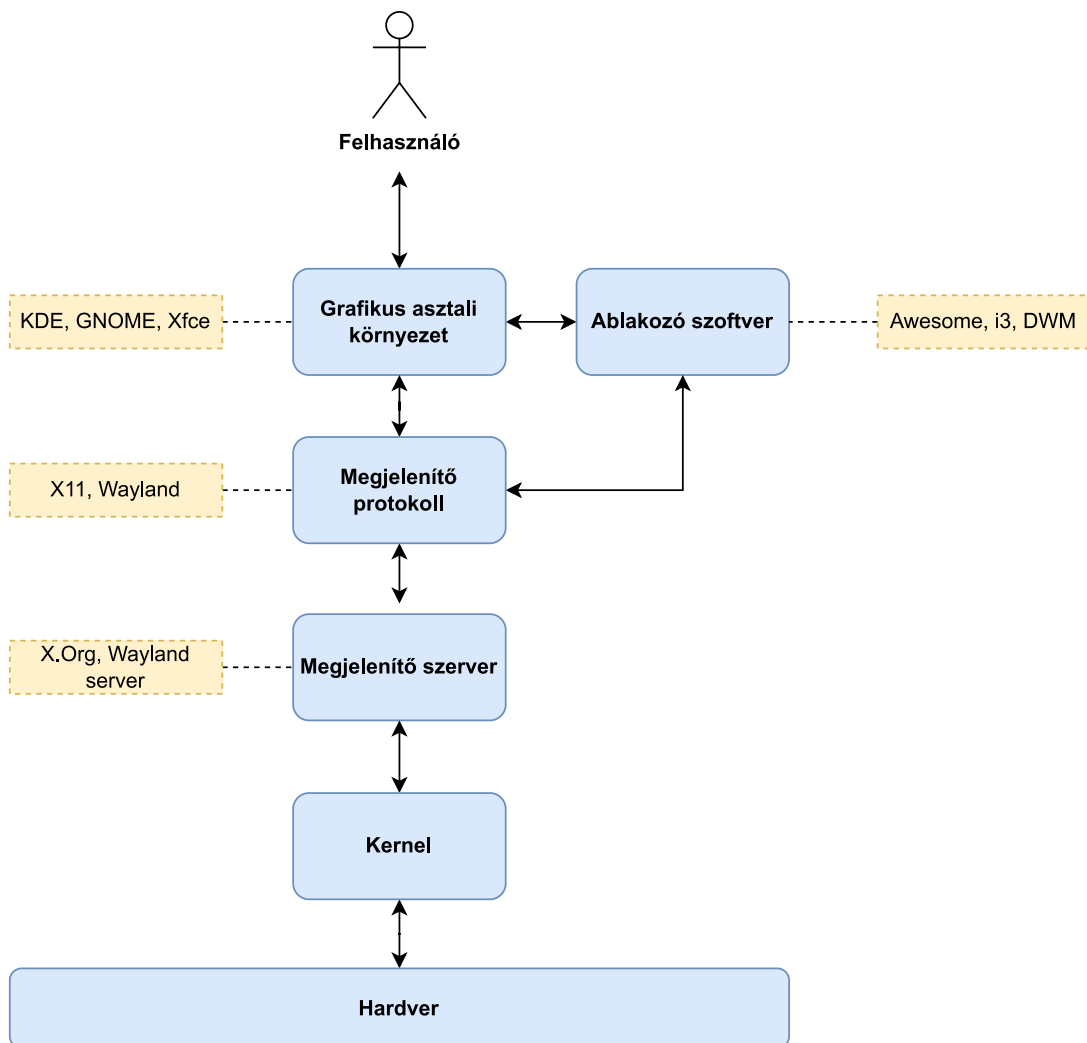 Felhasználó
KDE, GNOME, Xfce
Grafikus asztali
környezet
Ablakozó szoftver
Awesome, i3, DWM
X11, Wayland
Megjelenítő
protokoll
X.Org, Wayland
server
Megjelenítő szerver
Kernel
Hardver